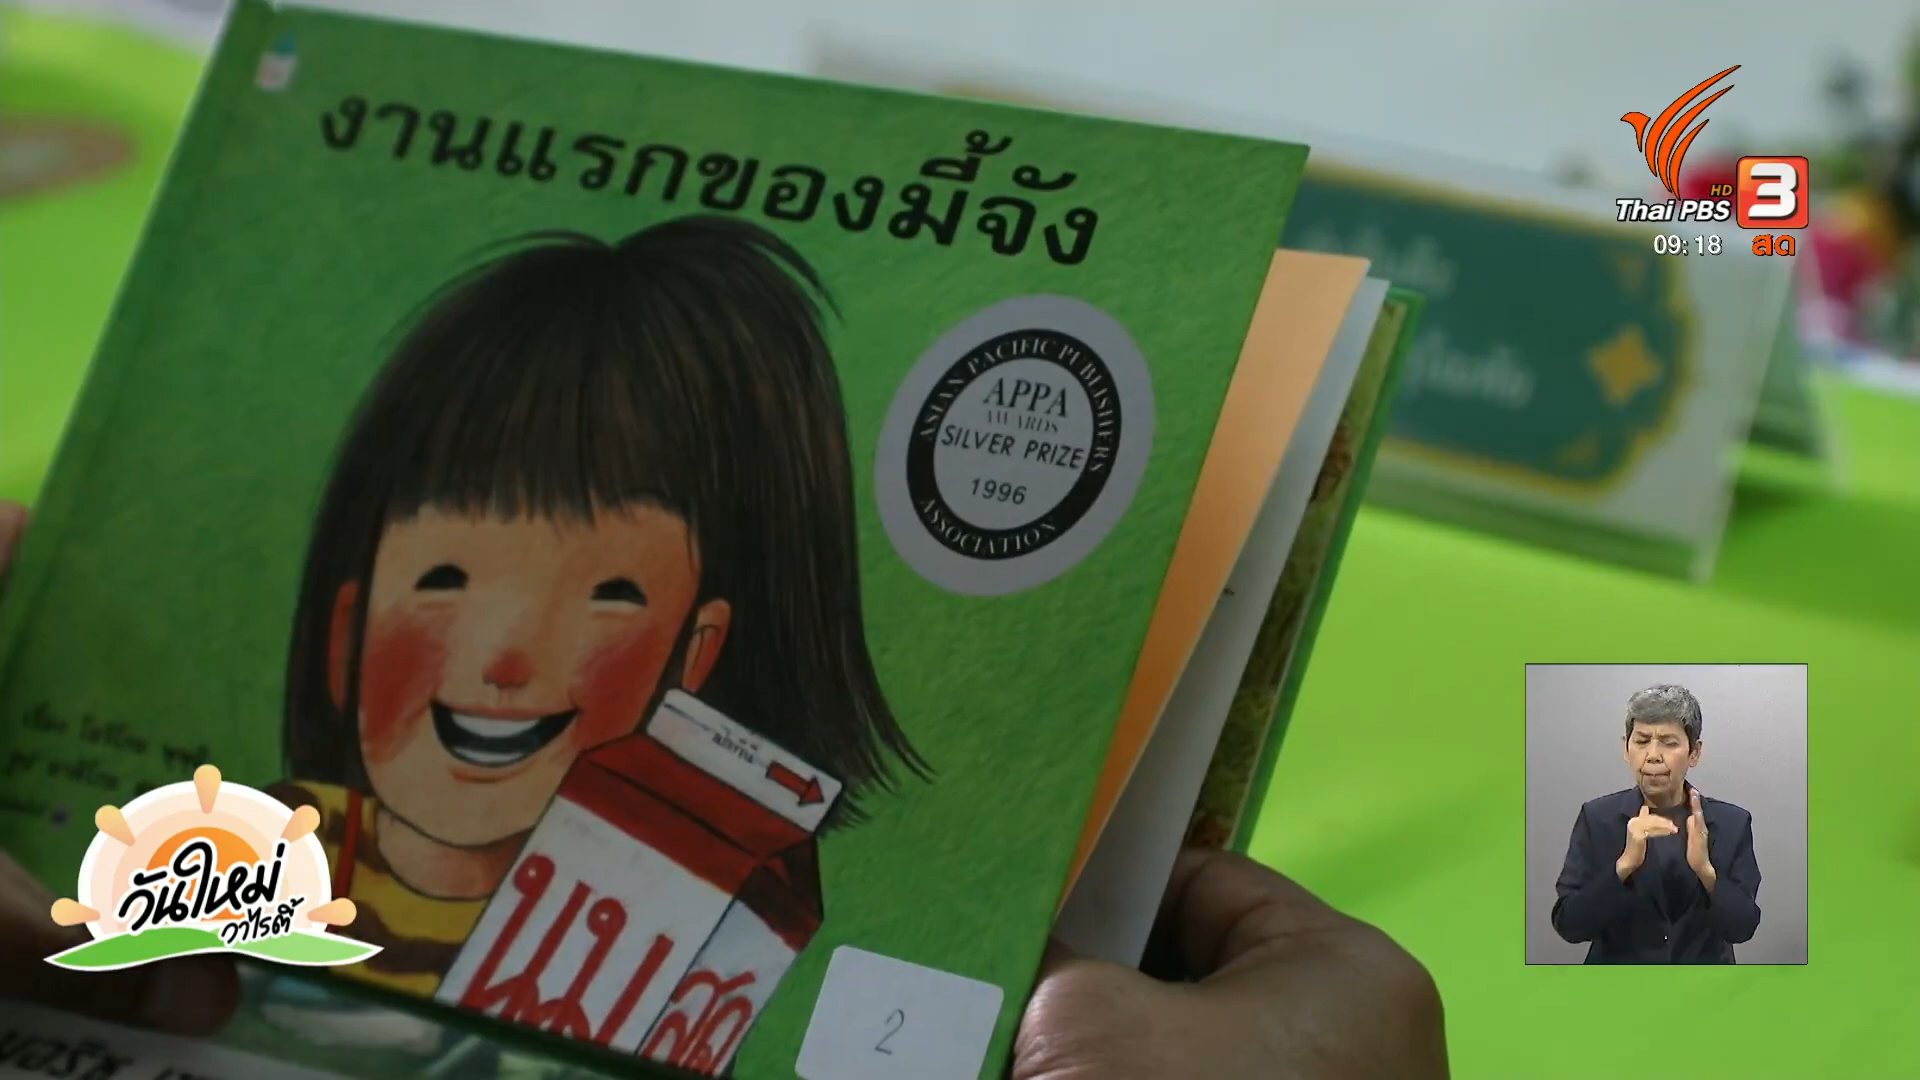 งานแรกของมี้จัง
ASIAN PACIFIC PUBLISHERS
APPA
AWARDS
SILVER PRIZE
1996
ASSOCIATION
HD
Thai PBS 3
09:18 สด
นม
สด
วันใหม่
วาไรตี้
2